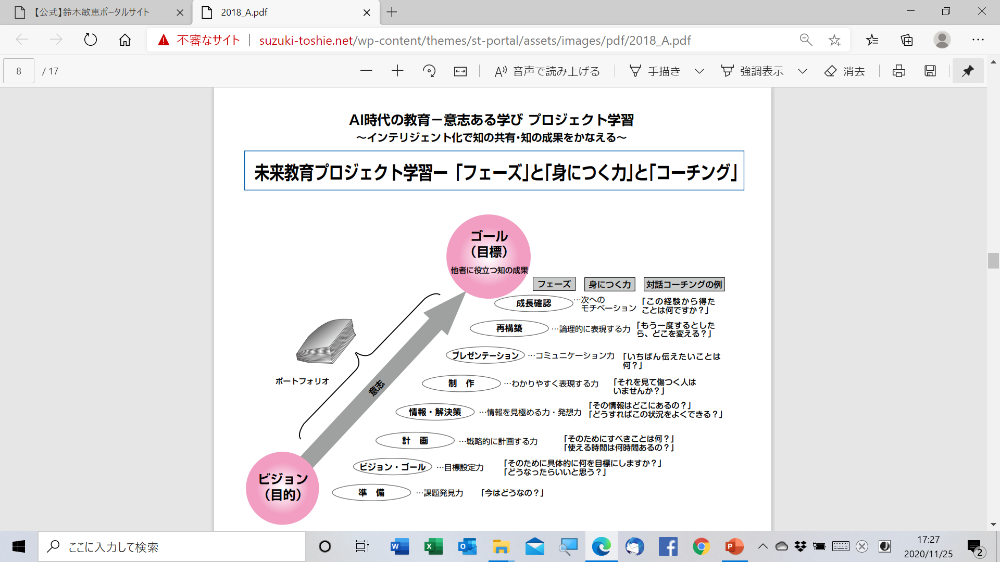 【公式】鈴木敏恵ポータルサイト
2018_A.pdf
不審なサイト
suzuki-toshie.net/wp-content/themes/st-portal/assets/images/pdf/2018_A.pdf
8 / 17
音声で読み上げる
手描き
強調表示
消去
AI時代の教育－意志ある学び プロジェクト学習
～インテリジェント化で知の共有・知の成果をかなえる～
未来教育プロジェクト学習ー「フェーズ」と「身につく力」と「コーチング」
ゴール
（目標）
他者に役立つ知の成果
フェーズ 身につく力 対話コーチングの例
成長確認 …次への
モチベーション
「この経験から得た
ことは何ですか？」
再構築 …論理的に表現する力
「もう一度するとした
ら、どこを変える？」
プレゼンテーション …コミュニケーション力
「いちばん伝えたいことは
何？」
制　作 …わかりやすく表現する力
「それを見て傷つく人は
いませんか？」
情報・解決策 …情報を見極める力・発想力
「その情報はどこにあるの？」
「どうすればこの状況をよくできる？」
計　画 …戦略的に計画する力
「そのためにすべきことは何？」
「使える時間は何時間あるの？」
ビジョン・ゴール …目標設定力
「そのために具体的に何を目標にしますか？」
「どうなったらいいと思う？」
準　備 …課題発見力 「今はどうなの？」
ポートフォリオ
意志
ビジョン
（目的）
ここに入力して検索
17:27
2020/11/25
2